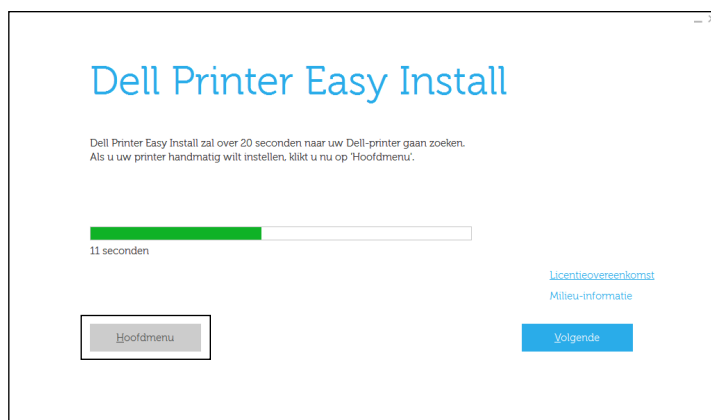 Dell Printer Easy Install
Dell Printer Easy Install zal over 20 seconden naar uw Dell-printer gaan zoeken.
Als u uw printer handmatig wilt instellen, klikt u nu op 'Hoofdmenu'.
11 seconden
Licentieovereenkomst
Milieu-informatie
Hoofdmenu
Volgende